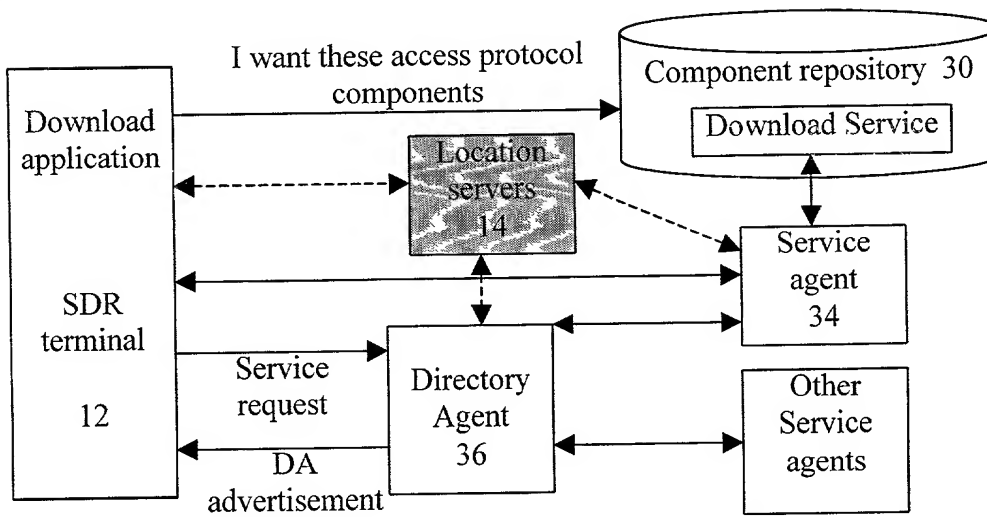 I want these access protocol
components
Component repository 30
Download Service
Download
application
Location
servers
14
Service
agent
34
SDR
terminal
12
Service
request
Directory
Agent
36
DA
advertisement
Other
Service
agents